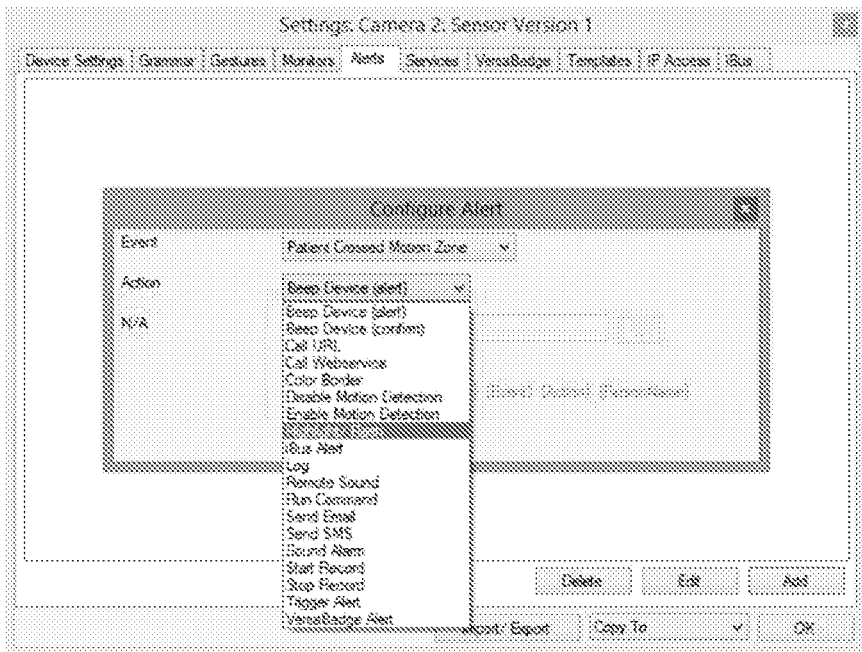 Settings: Camera 2: Sensor Version 1
Device Settings Grammar Gestures Monitors Alerts Services VersaBadge Templates IP Access iBus
Configure Alert
Event
Patient Crossed Motion Zone
Action
Beep Device (alert)
N/A
Beep Device (alert)
Beep Device (confirm)
Call URL
Call Webservice
Color Border
Disable Motion Detection
Enable Motion Detection
iBus Alert
Log
Remote Sound
Run Command
Send Email
Send SMS
Sound Alarm
Start Record
Stop Record
Trigger Alert
VersaBadge Alert
Delete Edit Add
Export Copy To OK